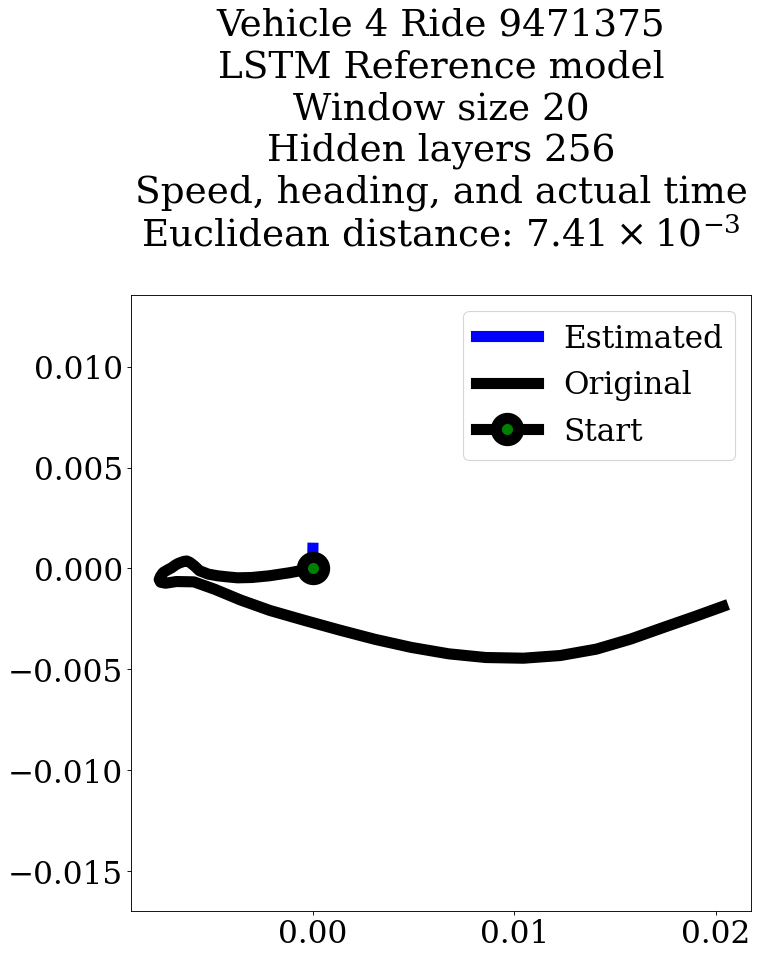 Vehicle 4 Ride 9471375
LSTM Reference model
Window size 20
Hidden layers 256
Speed, heading, and actual time
Euclidean distance: 7.41 × 10⁻³
Estimated
Original
Start
0.010
0.005
0.000
−0.005
−0.010
−0.015
0.00 0.01 0.02